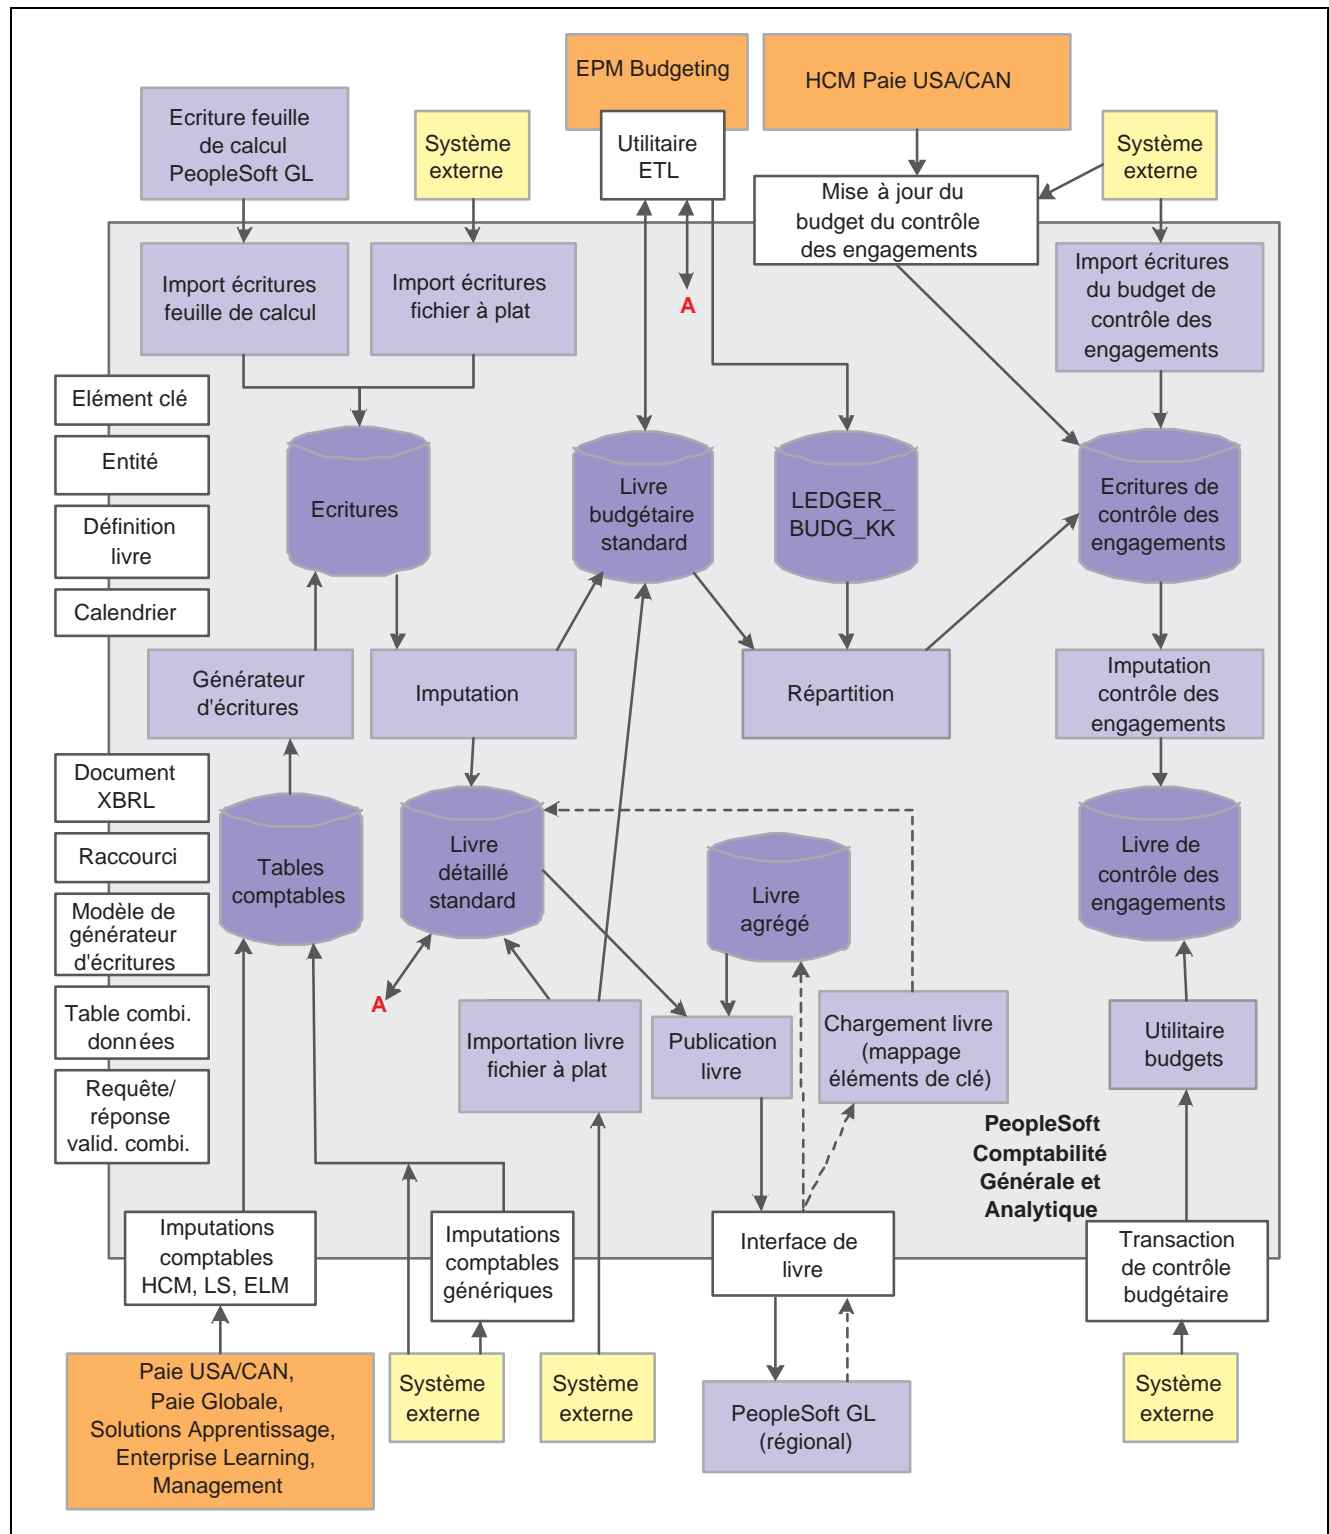 EPM Budgeting
HCM Paie USA/CAN
Ecriture feuille
de calcul
PeopleSoft GL
Système
externe
Utilitaire
ETL
Système
externe
Mise à jour du
budget du contrôle
des engagements
Import écritures
feuille de calcul
Import écritures
fichier à plat
A
Import écritures
du budget de
contrôle des
engagements
Elément clé
Entité
Définition
livre
Calendrier
Ecritures
Livre
budgétaire
standard
LEDGER_
BUDG_KK
Ecritures de
contrôle des
engagements
Générateur
d'écritures
Imputation
Répartition
Imputation
contrôle des
engagements
Document
XBRL
Raccourci
Modèle de
générateur
d'écritures
Table combi.
données
Requête/
réponse
valid. combi.
Tables
comptables
Livre
détaillé
standard
Livre
agrégé
Livre de
contrôle des
engagements
A
Importation livre
fichier à plat
Publication
livre
Chargement livre
(mappage
éléments de clé)
Utilitaire
budgets
PeopleSoft
Comptabilité
Générale et
Analytique
Imputations
comptables
HCM, LS, ELM
Imputations
comptables
génériques
Interface de
livre
Transaction
de contrôle
budgétaire
Paie USA/CAN,
Paie Globale,
Solutions Apprentissage,
Enterprise Learning,
Management
Système
externe
Système
externe
PeopleSoft GL
(régional)
Système
externe